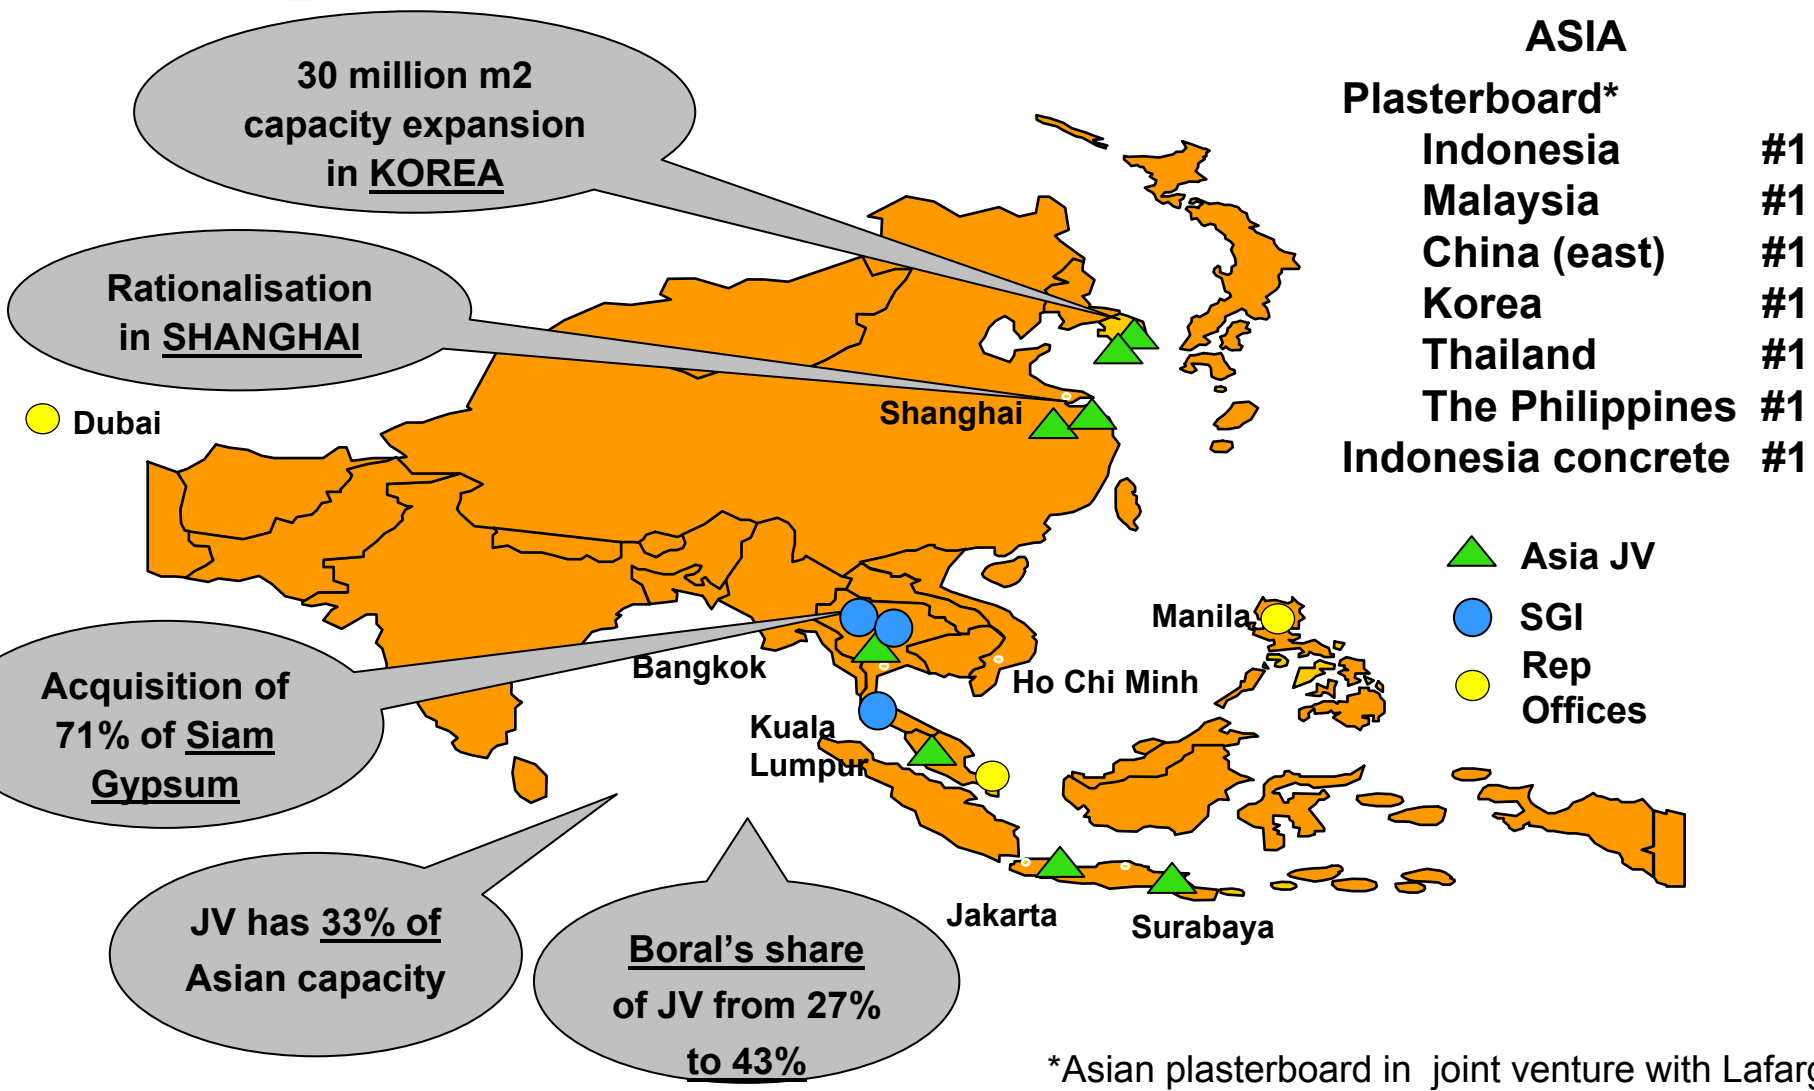 30 million m2
capacity expansion
in KOREA
Rationalisation
in SHANGHAI
Dubai
Shanghai
Acquisition of
71% of Siam
Gypsum
Bangkok
Kuala
Lumpur
Ho Chi Minh
Manila
Jakarta
Surabaya
JV has 33% of
Asian capacity
Boral’s share
of JV from 27%
to 43%
ASIA
Plasterboard*
Indonesia #1
Malaysia #1
China (east) #1
Korea #1
Thailand #1
The Philippines #1
Indonesia concrete #1
Asia JV
SGI
Rep
Offices
*Asian plasterboard in joint venture with